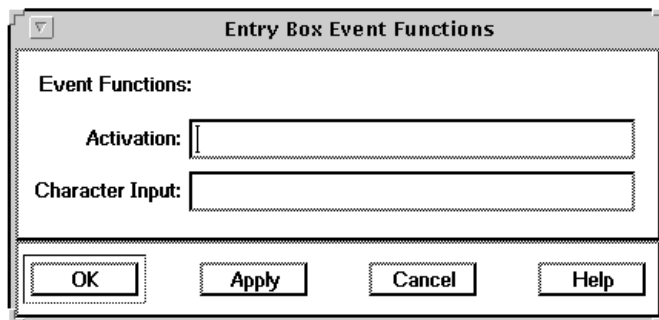 Entry Box Event Functions
Event Functions:
Activation:
Character Input:
OK Apply Cancel Help